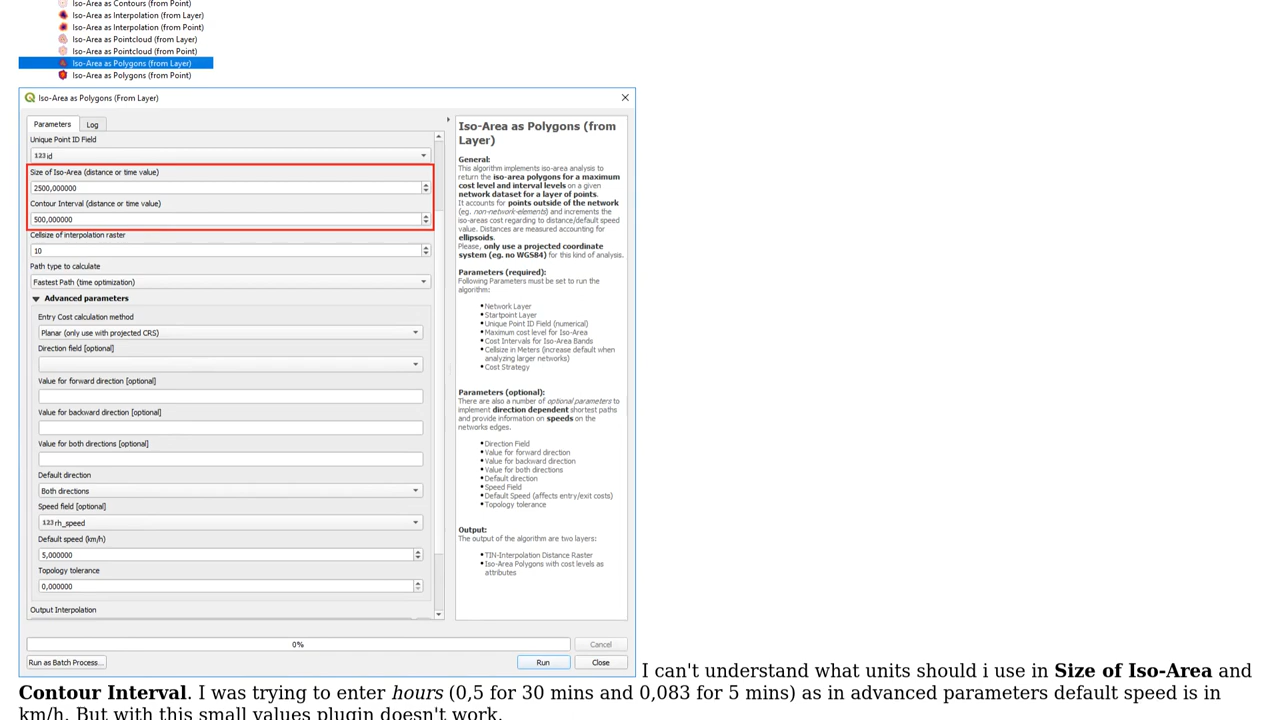 Iso-Area as Contours (from Point)
Iso-Area as Interpolation (from Layer)
Iso-Area as Interpolation (from Point)
Iso-Area as Pointcloud (from Layer)
Iso-Area as Pointcloud (from Point)
Iso-Area as Polygons (from Layer)
Iso-Area as Polygons (from Point)
Iso-Area as Polygons (From Layer)
Parameters
Log
Unique Point ID Field
123 id
Size of Iso-Area (distance or time value)
2500,000000
Contour Interval (distance or time value)
500,000000
Cellsize of interpolation raster
10
Path type to calculate
Fastest Path (time optimization)
Advanced parameters
Entry Cost calculation method
Planar (only use with projected CRS)
Direction field [optional]
Value for forward direction [optional]
Value for backward direction [optional]
Value for both directions [optional]
Default direction
Both directions
Speed field [optional]
123 rh_speed
Default speed (km/h)
5,000000
Topology tolerance
0,000000
Output Interpolation
Iso-Area as Polygons (from
Layer)
General:
This algorithm implements iso-area analysis to
return the iso-area polygons for a maximum
cost level and interval levels on a given
network dataset for a layer of points.
It accounts for points outside of the network
(eg. non-network-elements) and increments the
iso-areas cost regarding to distance/default speed
value. Distances are measured accounting for
ellipsoids.
Please, only use a projected coordinate
system (eg. no WGS84) for this kind of analysis.
Parameters (required):
Following Parameters must be set to run the
algorithm:
•Network Layer
•Startpoint Layer
•Unique Point ID Field (numerical)
•Maximum cost level for Iso-Area
•Cost Intervals for Iso-Area Bands
•Cellsize in Meters (increase default when
analyzing larger networks)
•Cost Strategy
Parameters (optional):
There are also a number of optional parameters to
implement direction dependent shortest paths
and provide information on speeds on the
networks edges.
•Direction Field
•Value for forward direction
•Value for backward direction
•Value for both directions
•Default direction
•Speed Field
•Default Speed (affects entry/exit costs)
•Topology tolerance
Output:
The output of the algorithm are two layers:
•TIN-Interpolation Distance Raster
•Iso-Area Polygons with cost levels as
attributes
0%
Cancel
Run as Batch Process...
Run
Close
I can't understand what units should i use in Size of Iso-Area and
Contour Interval. I was trying to enter hours (0,5 for 30 mins and 0,083 for 5 mins) as in advanced parameters default speed is in
km/h. But with this small values plugin doesn't work.